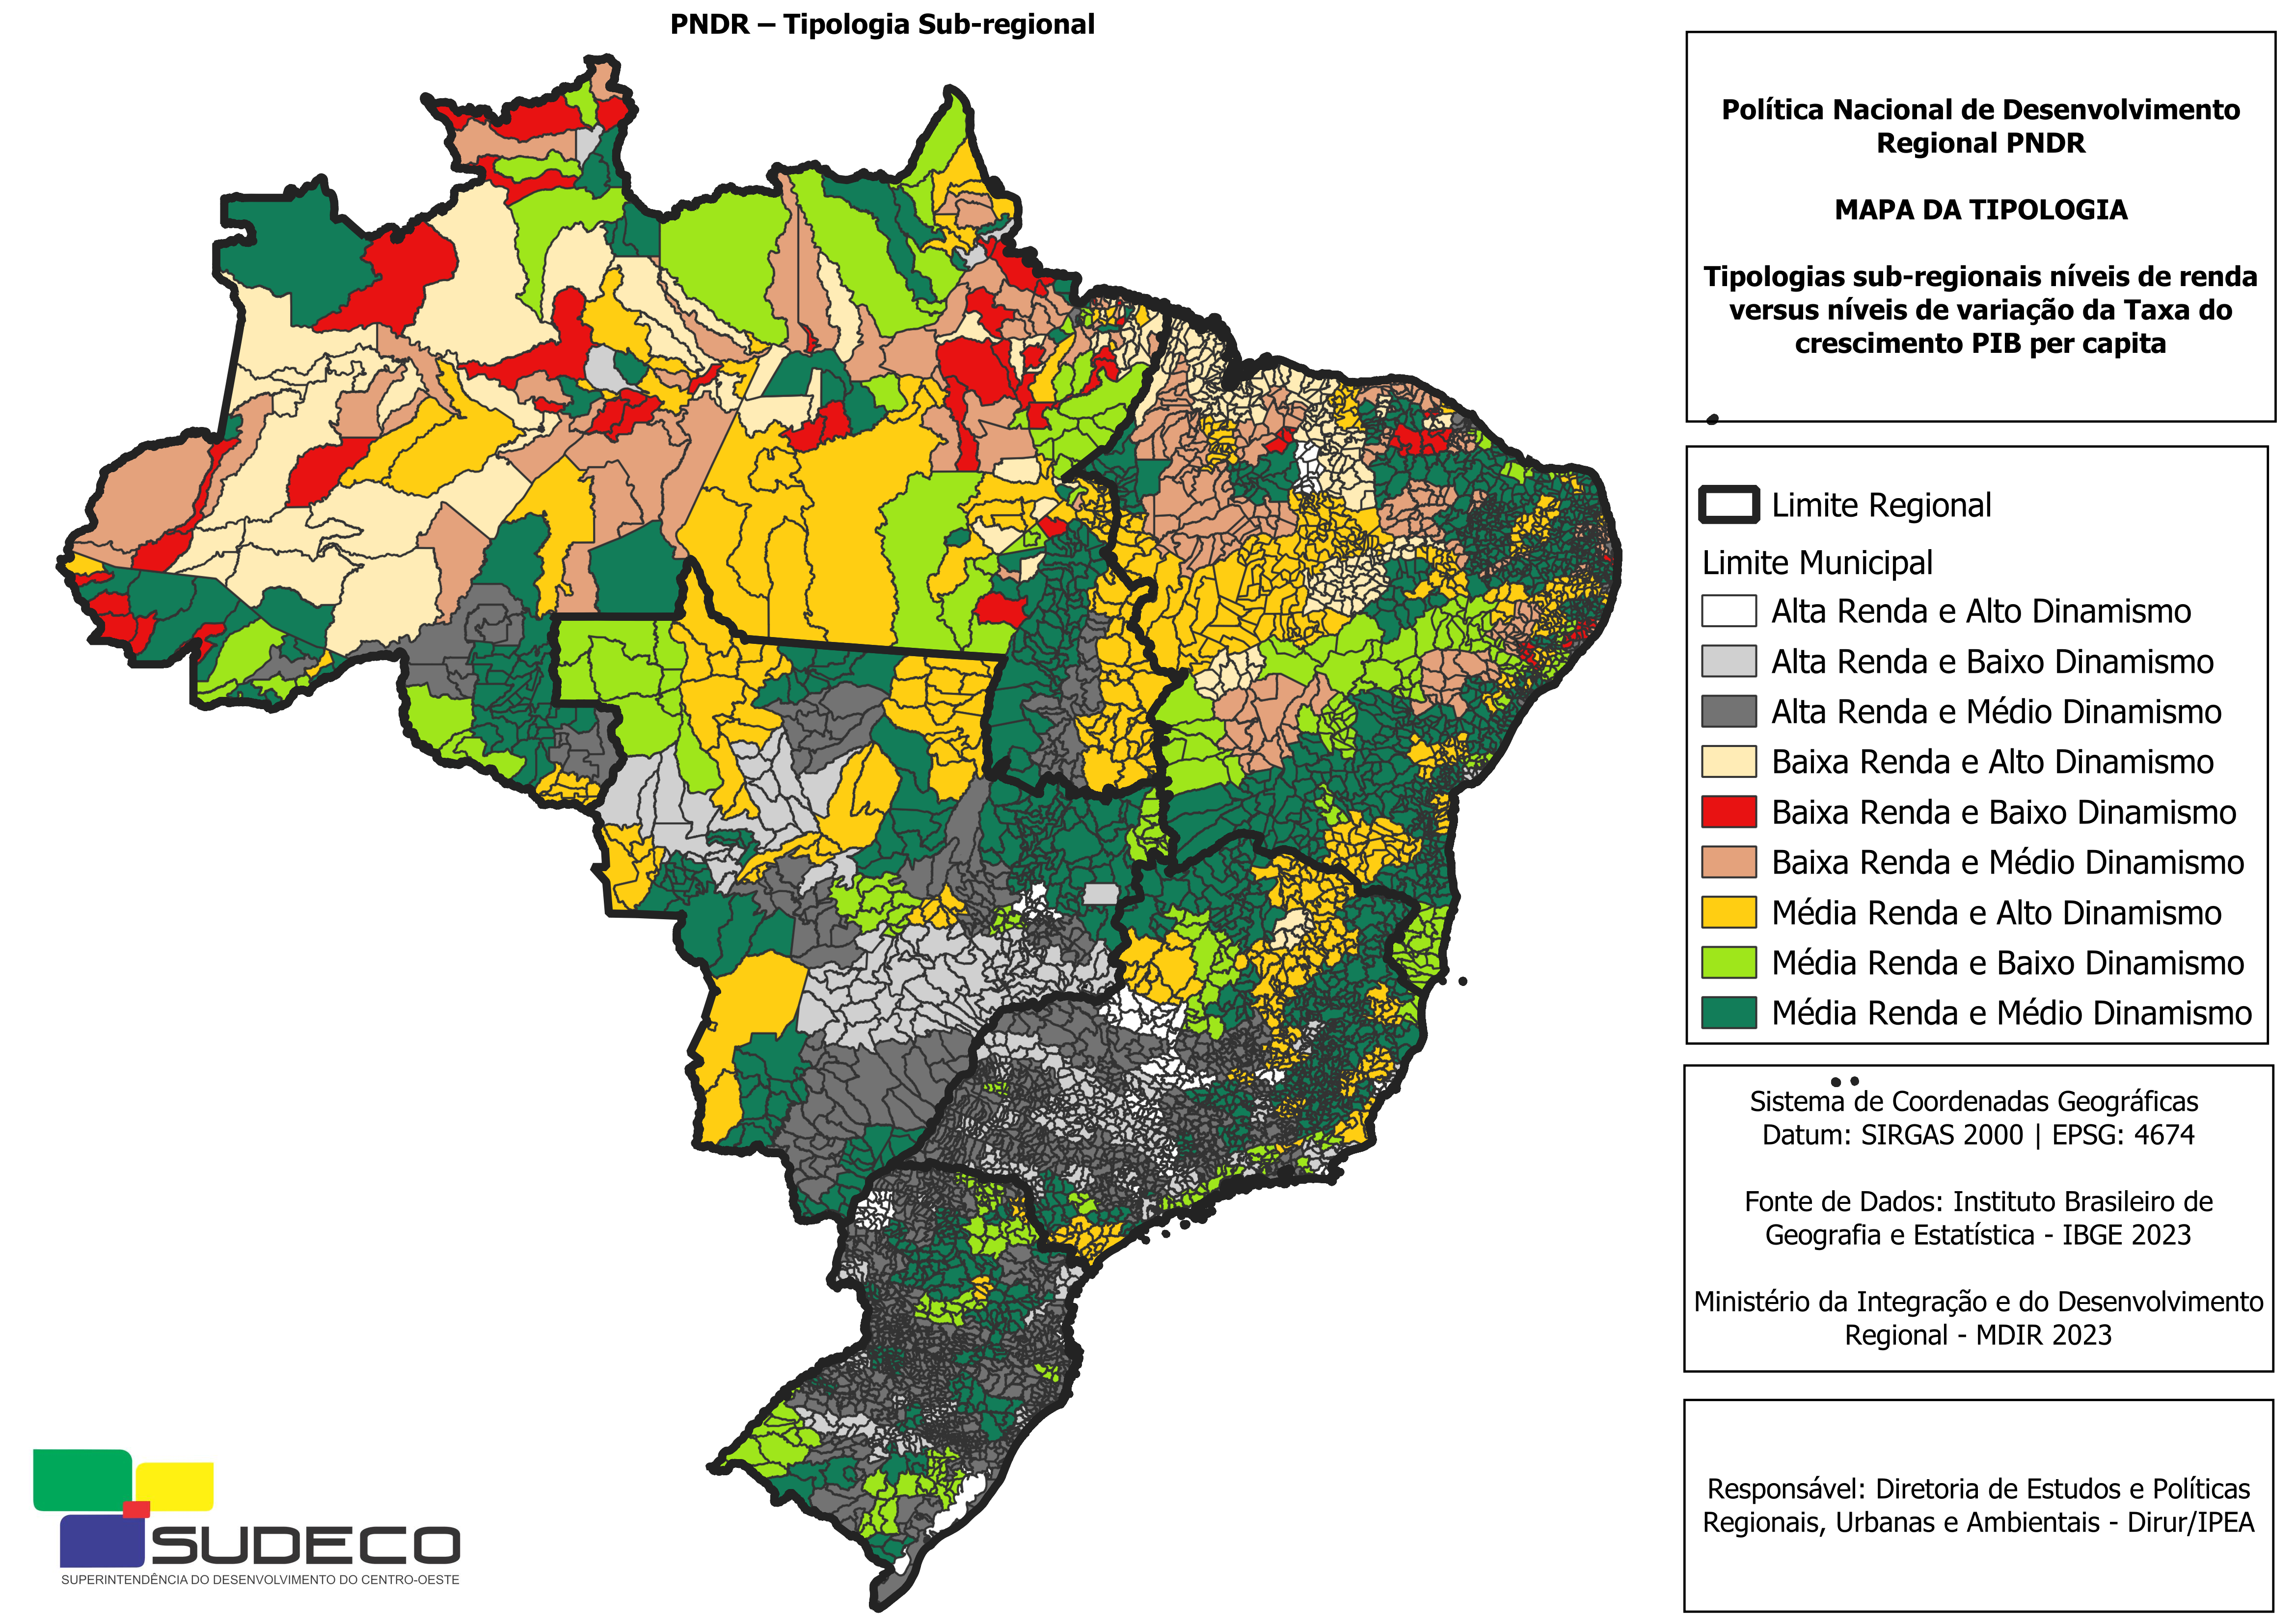 PNDR – Tipologia Sub-regional
Política Nacional de Desenvolvimento
Regional PNDR
MAPA DA TIPOLOGIA
Tipologias sub-regionais níveis de renda
versus níveis de variação da Taxa do
crescimento PIB per capita
Limite Regional
Limite Municipal
Alta Renda e Alto Dinamismo
Alta Renda e Baixo Dinamismo
Alta Renda e Médio Dinamismo
Baixa Renda e Alto Dinamismo
Baixa Renda e Baixo Dinamismo
Baixa Renda e Médio Dinamismo
Média Renda e Alto Dinamismo
Média Renda e Baixo Dinamismo
Média Renda e Médio Dinamismo
Sistema de Coordenadas Geográficas
Datum: SIRGAS 2000 | EPSG: 4674
Fonte de Dados: Instituto Brasileiro de
Geografia e Estatística - IBGE 2023
Ministério da Integração e do Desenvolvimento
Regional - MDIR 2023
Responsável: Diretoria de Estudos e Políticas
Regionais, Urbanas e Ambientais - Dirur/IPEA
SUDECO
SUPERINTENDÊNCIA DO DESENVOLVIMENTO DO CENTRO-OESTE